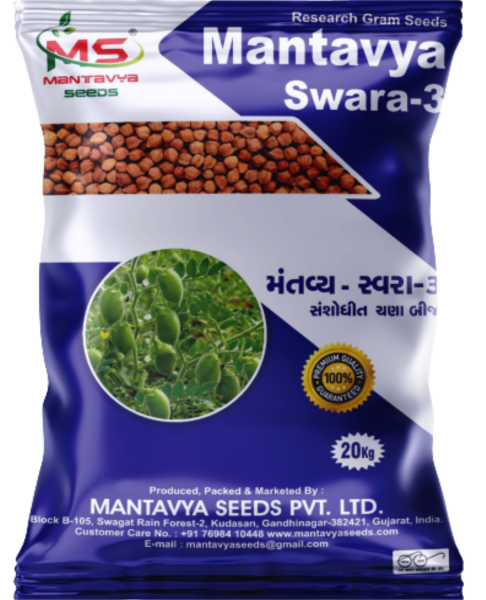 Research Gram Seeds
MS®
MANTAVYA
SEEDS
Mantavya
Swara-3
મંતવ્ય - સ્વરા-૩
સંશોધીત ચણા બીજ
PREMIUM QUALITY
100%
GUARANTEED
20Kg
Produced, Packed & Marketed By :
MANTAVYA SEEDS PVT. LTD.
Block B-105, Swagat Rain Forest-2, Kudasan, Gandhinagar-382421, Gujarat, India.
Customer Care No. : +91 76984 10448 www.mantavyaseeds.com
E-mail : mantavyaseeds@gmail.com